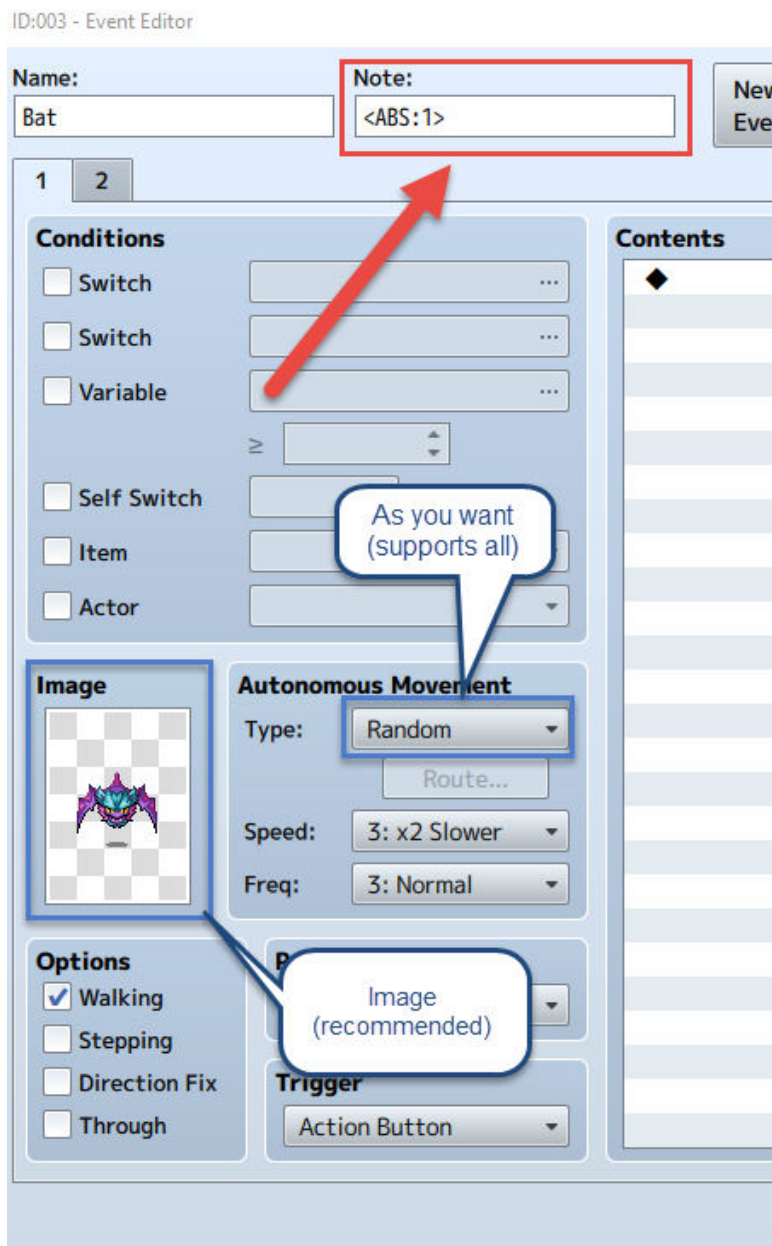 ID:003 - Event Editor
Name:
Note:
Bat
<ABS:1>
New
Eve
1
2
Conditions
Contents
Switch
...
◆
Switch
...
Variable
...
≥
Self Switch
As you want
(supports all)
Item
Actor
Image
Autonomous Movement
Type:
Random
Route...
Speed:
3: x2 Slower
Freq:
3: Normal
Options
P
Walking
Image
(recommended)
Stepping
Direction Fix
Trigger
Through
Action Button